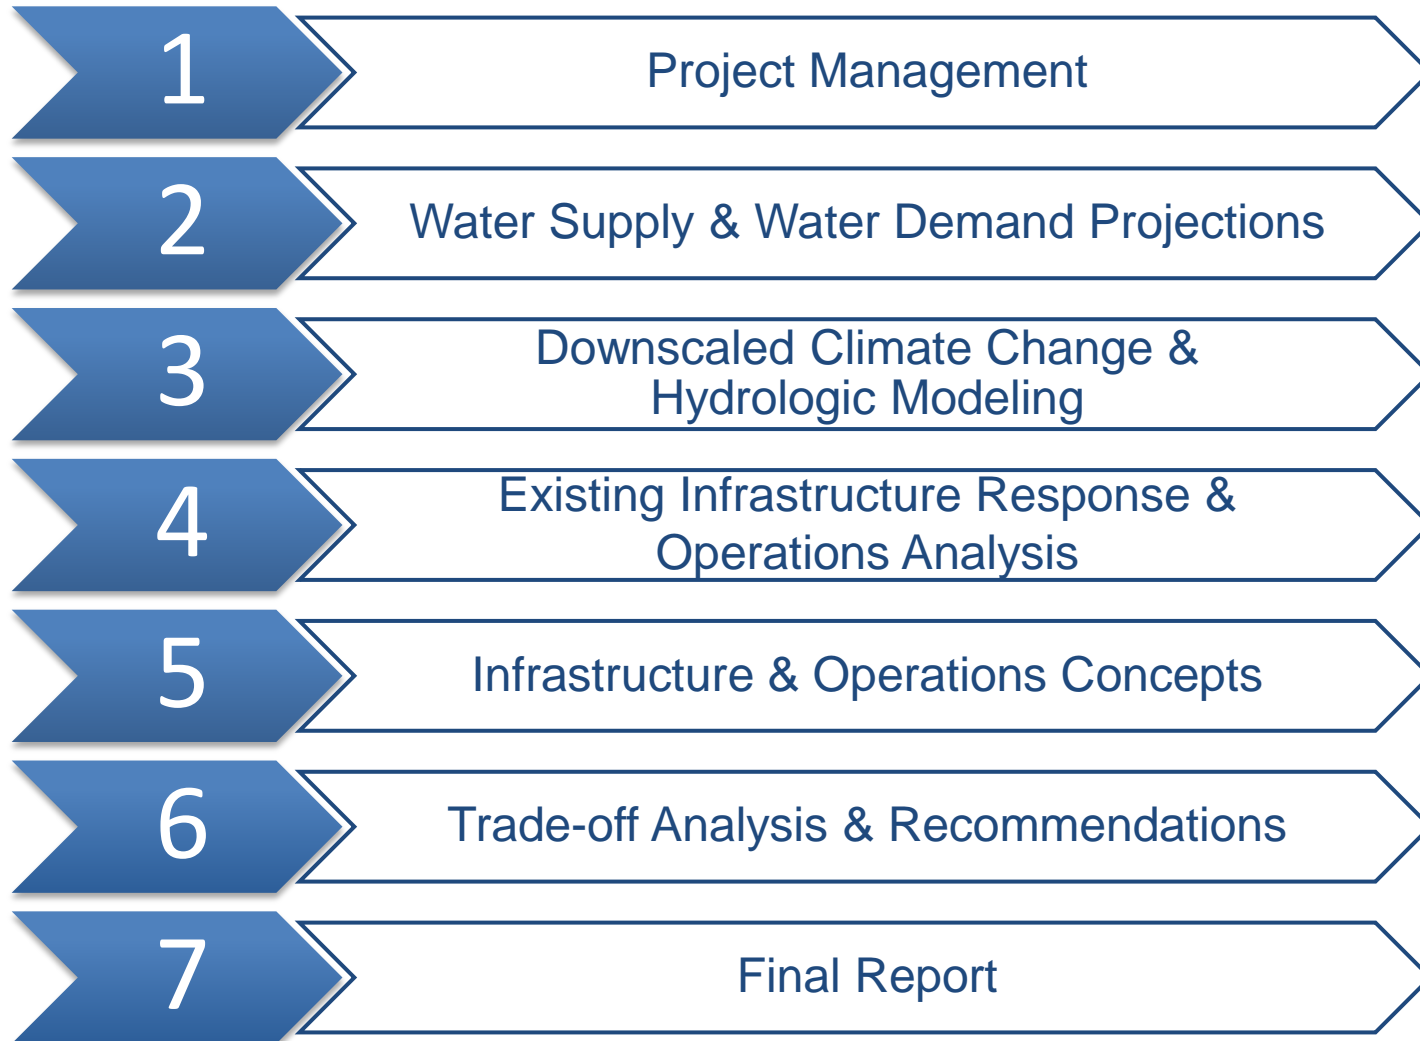 1
Project Management
2
Water Supply & Water Demand Projections
3
Downscaled Climate Change &
Hydrologic Modeling
4
Existing Infrastructure Response &
Operations Analysis
5
Infrastructure & Operations Concepts
6
Trade-off Analysis & Recommendations
7
Final Report